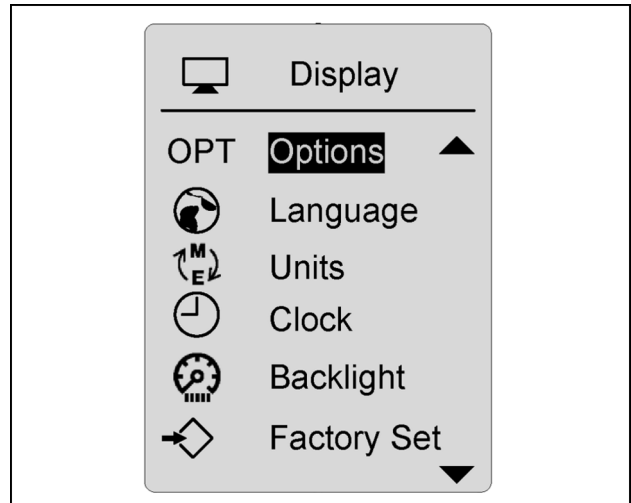 Display
OPT Options
Language
M
E
Units
Clock
Backlight
Factory Set